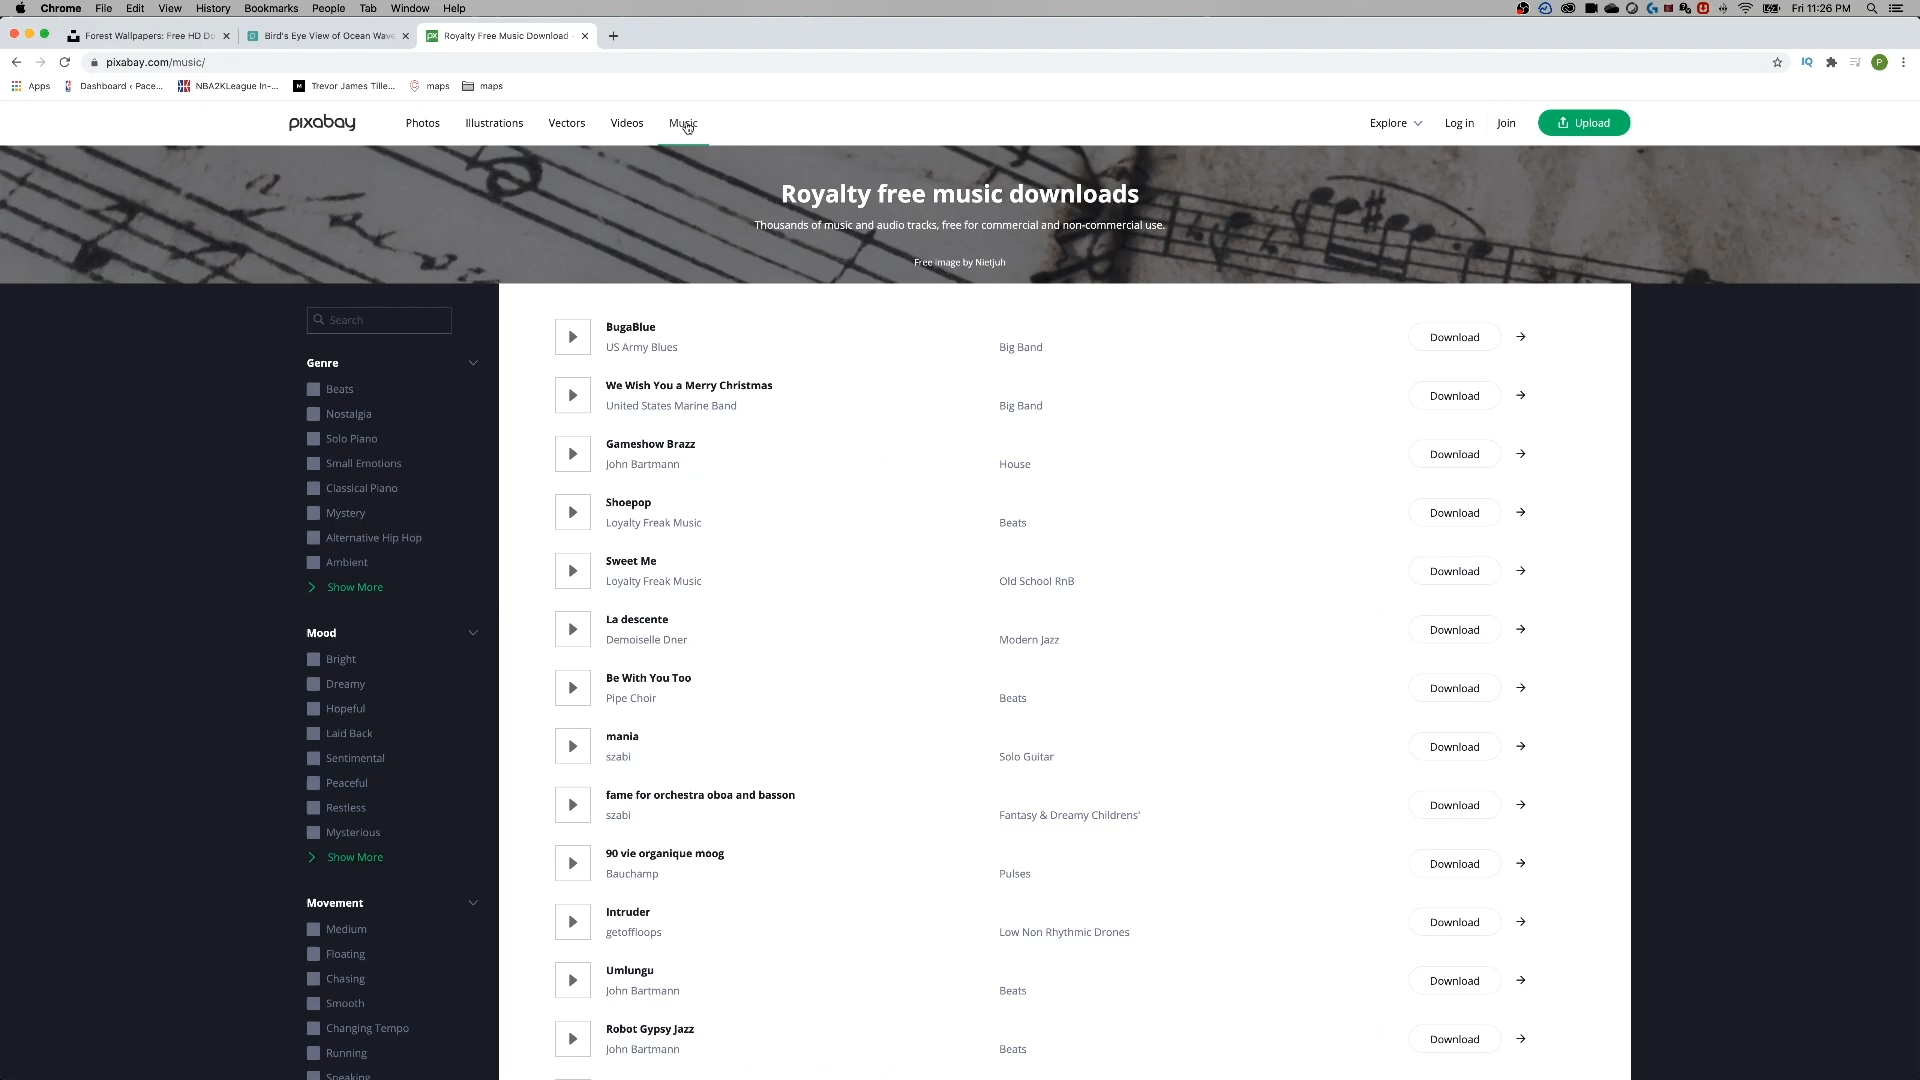 Chrome File Edit View History Bookmarks People Tab Window Help Fri 11:26 PM
Forest Wallpapers: Free HD Do Bird's Eye View of Ocean Wave Royalty Free Music Download
pixabay.com/music/
Apps Dashboard ‹ Pace... NBA2KLeague In-... Trevor James Tille... maps maps
pixabay Photos Illustrations Vectors Videos Music Explore Log in Join Upload
Royalty free music downloads
Thousands of music and audio tracks, free for commercial and non-commercial use.
Free image by Nietjuh
Search
Genre
Beats
Nostalgia
Solo Piano
Small Emotions
Classical Piano
Mystery
Alternative Hip Hop
Ambient
Show More
Mood
Bright
Dreamy
Hopeful
Laid Back
Sentimental
Peaceful
Restless
Mysterious
Show More
Movement
Medium
Floating
Chasing
Smooth
Changing Tempo
Running
Sneaking
BugaBlue
US Army Blues Big Band Download
We Wish You a Merry Christmas
United States Marine Band Big Band Download
Gameshow Brazz
John Bartmann House Download
Shoepop
Loyalty Freak Music Beats Download
Sweet Me
Loyalty Freak Music Old School RnB Download
La descente
Demoiselle Dner Modern Jazz Download
Be With You Too
Pipe Choir Beats Download
mania
szabi Solo Guitar Download
fame for orchestra oboa and basson
szabi Fantasy & Dreamy Childrens' Download
90 vie organique moog
Bauchamp Pulses Download
Intruder
getoffloops Low Non Rhythmic Drones Download
Umlungu
John Bartmann Beats Download
Robot Gypsy Jazz
John Bartmann Beats Download